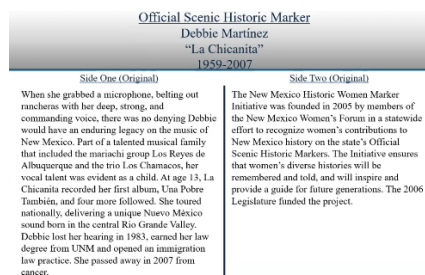 Official Scenic Historic Marker
Debbie Martínez
“La Chicanita”
1959-2007
Side One (Original)
When she grabbed a microphone, belting out
rancheras with her deep, strong, and
commanding voice, there was no denying Debbie
would have an enduring legacy on the music of
New Mexico. Part of a talented musical family
that included the mariachi group Los Reyes de
Albuquerque and the trio Los Chamacos, her
vocal talent was evident as a child. At age 13, La
Chicanita recorded her first album, Una Pobre
También, and four more followed. She toured
nationally, delivering a unique Nuevo México
sound born in the central Rio Grande Valley.
Debbie lost her hearing in 1983, earned her law
degree from UNM and opened an immigration
law practice. She passed away in 2007 from
cancer.
Side Two (Original)
The New Mexico Historic Women Marker
Initiative was founded in 2005 by members of
the New Mexico Women’s Forum in a statewide
effort to recognize women’s contributions to
New Mexico history on the state’s Official
Scenic Historic Markers. The Initiative ensures
that women’s diverse histories will be
remembered and told, and will inspire and
provide a guide for future generations. The 2006
Legislature funded the project.